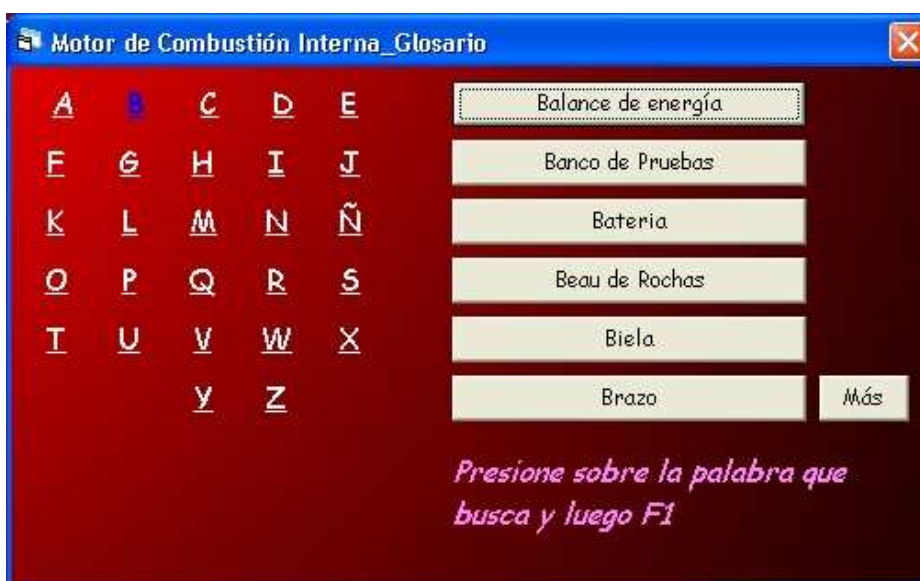 Motor de Combustión Interna_Glosario
A B C D E
F G H I J
K L M N Ñ
O P Q R S
T U V W X
Y Z
Balance de energía
Banco de Pruebas
Bateria
Beau de Rochas
Biela
Brazo
Más
Presione sobre la palabra que
busca y luego F1